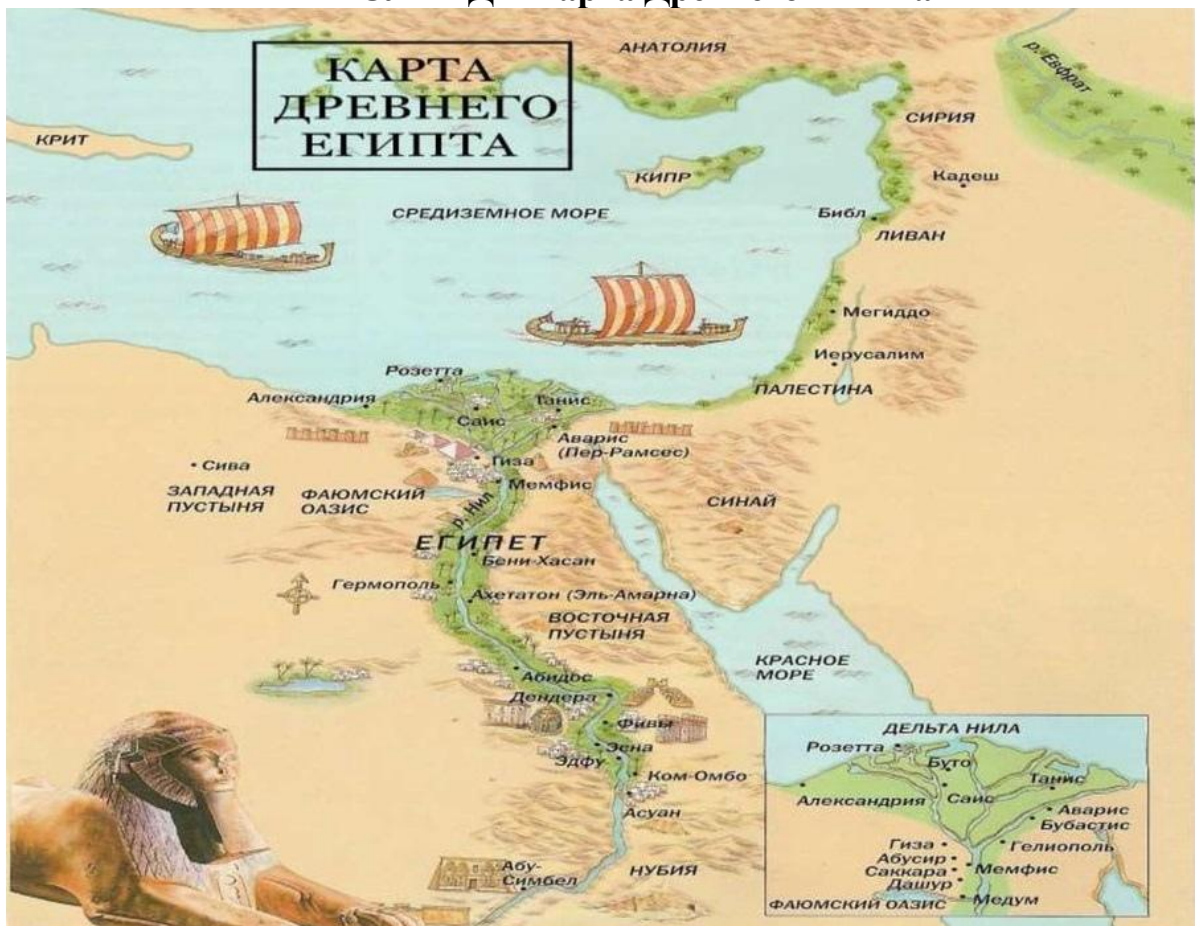 КАРТА
ДРЕВНЕГО
ЕГИПТА
АНАТОЛИЯ
р. Евфрат
КРИТ
СИРИЯ
КИПР
Кадеш
СРЕДИЗЕМНОЕ МОРЕ
Библ
ЛИВАН
Мегиддо
Иерусалим
ПАЛЕСТИНА
Розетта
Александрия
Танис
Саис
Аварис
(Пер-Рамсес)
Сива
Гиза
Мемфис
ЗАПАДНАЯ
ПУСТЫНЯ
ФАЮМСКИЙ
ОАЗИС
СИНАЙ
р. Нил
ЕГИПЕТ
Бени-Хасан
Гермополь
Ахетатон (Эль-Амарна)
ВОСТОЧНАЯ
ПУСТЫНЯ
КРАСНОЕ
МОРЕ
Абидос
Дендера
Фивы
Эсна
Эдфу
Ком-Омбо
Асуан
Абу-
Симбел
НУБИЯ
ДЕЛЬТА НИЛА
Розетта
Буто
Танис
Александрия
Саис
Аварис
Бубастис
Гиза
Гелиополь
Абусир
Саккара
Мемфис
Дашур
ФАЮМСКИЙ ОАЗИС
Медум